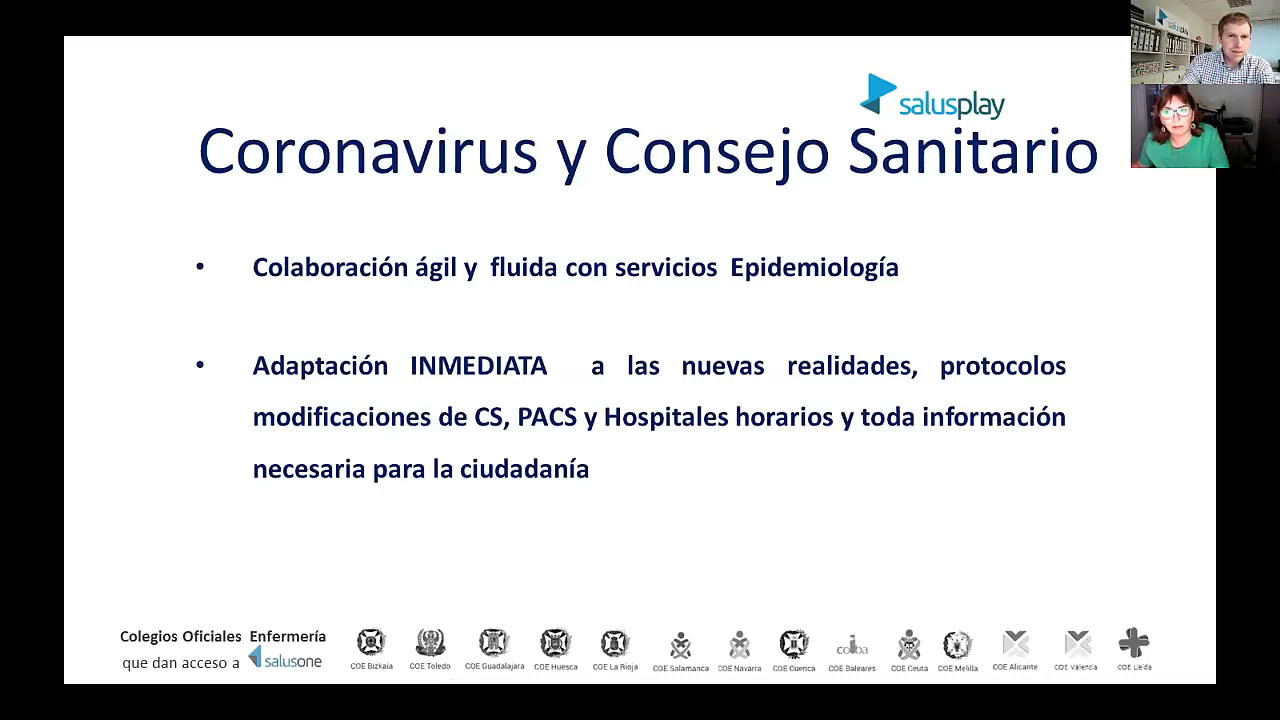 salusplay
salusplay
Coronavirus y Consejo Sanitario
• Colaboración ágil y fluida con servicios Epidemiología
• Adaptación INMEDIATA a las nuevas realidades, protocolos
modificaciones de CS, PACS y Hospitales horarios y toda información
necesaria para la ciudadanía
Colegios Oficiales Enfermería
que dan acceso a salusone
COE Bizkaia COE Toledo COE Guadalajara COE Huesca COE La Rioja COE Salamanca COE Navarra COE Cuenca COE Baleares COE Ceuta COE Melilla COE Alicante COE Valencia COE Lleida